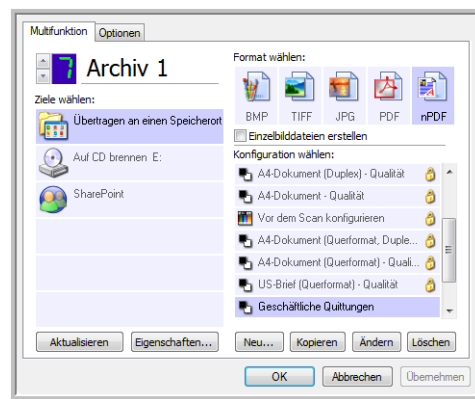 Multifunktion Optionen
7 Archiv 1
Ziele wählen:
Übertragen an einen Speicherort
Auf CD brennen E:
SharePoint
Aktualisieren Eigenschaften...
Format wählen:
BMP TIFF JPG PDF nPDF
Einzelbilddateien erstellen
Konfiguration wählen:
A4-Dokument (Duplex) - Qualität
A4-Dokument - Qualität
Vor dem Scan konfigurieren
A4-Dokument (Querformat, Duple...
A4-Dokument (Querformat) - Quali...
US-Brief (Querformat) - Qualität
Geschäftliche Quittungen
Neu... Kopieren Ändern Löschen
OK Abbrechen Übernehmen